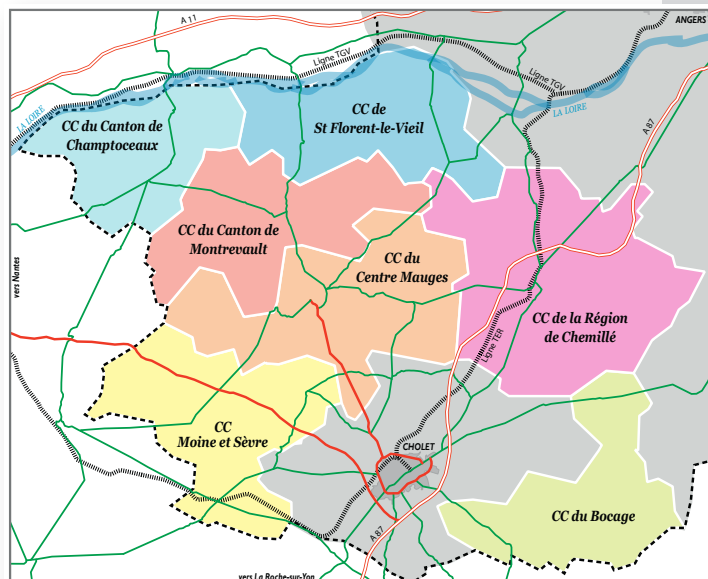 A 11
ANGERS
Ligne TGV
Ligne TGV
LA LOIRE
LA LOIRE
A 87
CC de
St Florent-le-Vieil
CC du Canton de
Champtoceaux
CC du Canton de
Montrevault
CC du
Centre Mauges
vers Nantes
CC de la Région
de Chemillé
Ligne TER
CC
Moine et Sèvre
CHOLET
CC du Bocage
A 87
vers La Roche-sur-Yon